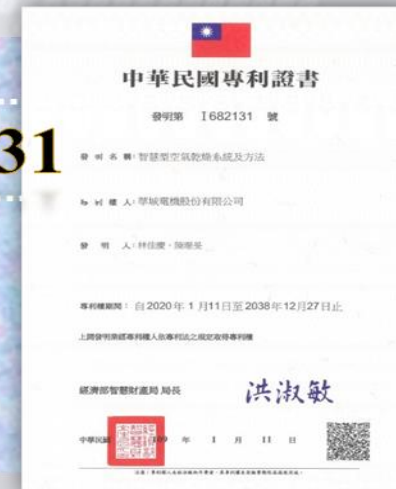 31
中華民國專利證書
發明第 I682131 號
發明名稱:智慧型空氣乾燥系統及方法
專利權人:華城電機股份有限公司
發明人:林佳慶、
專利權期間:自2020年1月11日至2038年12月27日止
上開發明業經專利權人依專利法之規定取得專利權
經濟部智慧財產局 局長 洪淑敏
中華民國 109 年 1 月 11 日